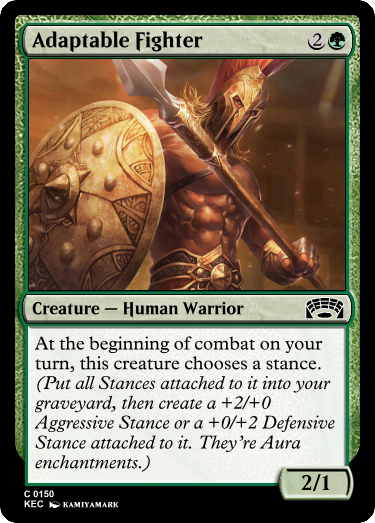 Adaptable Fighter 2
Creature — Human Warrior
At the beginning of combat on your
turn, this creature chooses a stance.
(Put all Stances attached to it into your
graveyard, then create a +2/+0
Aggressive Stance or a +0/+2 Defensive
Stance attached to it. They're Aura
enchantments.)
2/1
C 0150
KEC KAMIYAMARK